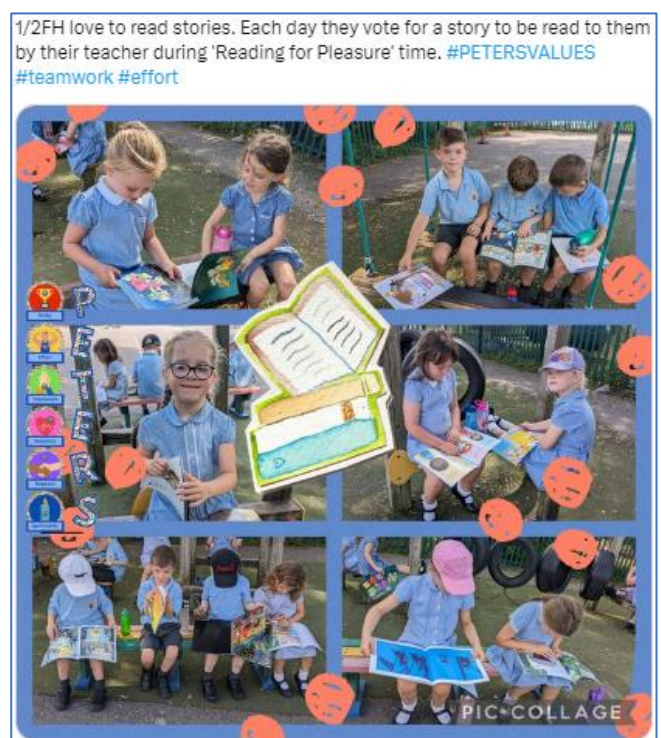 1/2FH love to read stories. Each day they vote for a story to be read to them
by their teacher during 'Reading for Pleasure' time. #PETERSVALUES
#teamwork #effort
P
E
T
E
R
S
PIC•COLLAGE